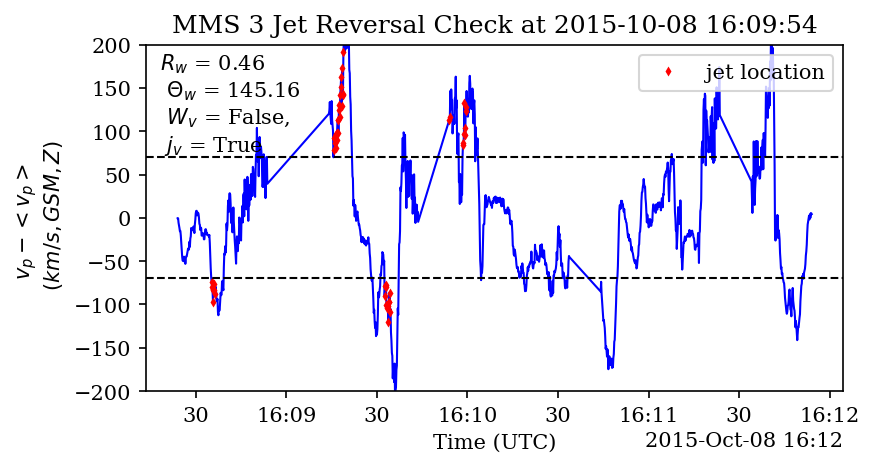 MMS 3 Jet Reversal Check at 2015-10-08 16:09:54
R_w = 0.46
Θ_w = 145.16
W_v = False,
j_v = True
jet location
v_p − <v_p>
(km/s, GSM, Z)
200
150
100
50
0
−50
−100
−150
−200
30
16:09
30
16:10
30
16:11
30
16:12
Time (UTC)
2015-Oct-08 16:12